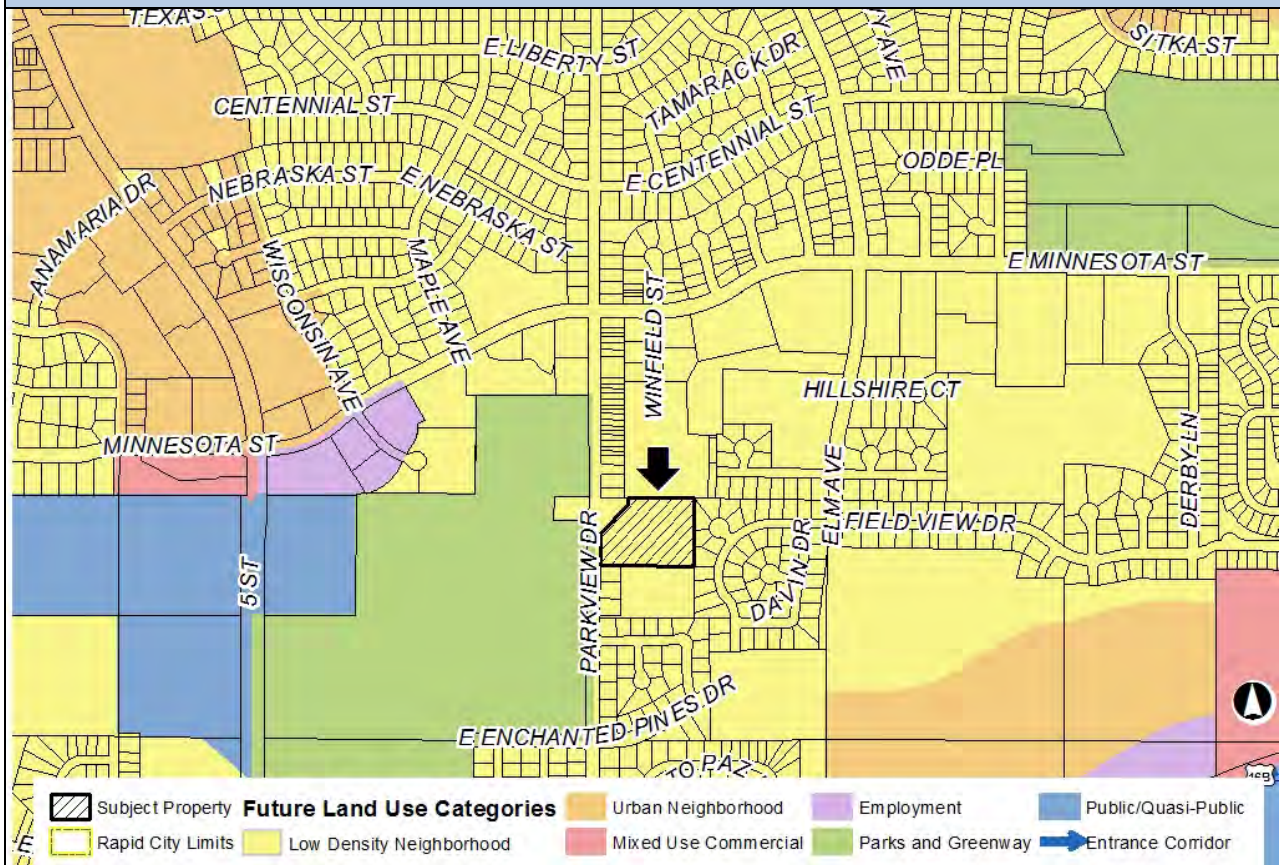 TEXAS
E LIBERTY ST
TAMARACK DR
SITKA ST
CENTENNIAL ST
E CENTENNIAL ST
ODDE PL
NEBRASKA ST
E NEBRASKA ST
ANAMARIA DR
WISCONSIN AVE
MAPLE AVE
WINFIELD ST
E MINNESOTA ST
HILLSHIRE CT
MINNESOTA ST
ELM AVE
DERBY LN
FIELD VIEW DR
DAVIN DR
5 ST
PARKVIEW DR
E ENCHANTED PINES DR
16B
Subject Property Future Land Use Categories Urban Neighborhood Employment Public/Quasi-Public
Rapid City Limits Low Density Neighborhood Mixed Use Commercial Parks and Greenway Entrance Corridor